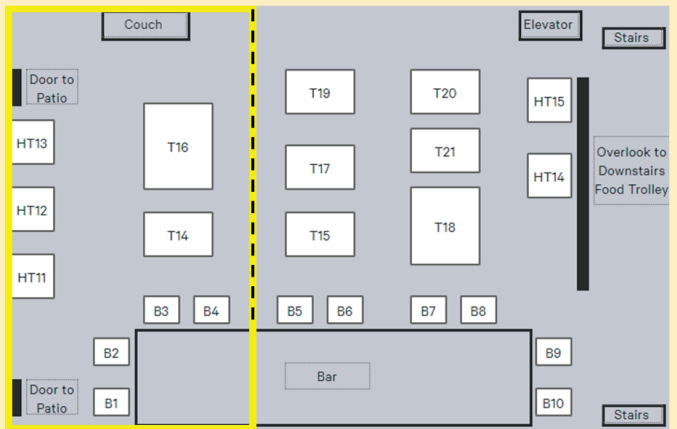 Couch
Elevator
Stairs
Door to
Patio
T19
T20
HT15
HT13
T16
T21
Overlook to
Downstairs
Food Trolley
T17
HT14
HT12
T14
T15
T18
HT11
B3
B4
B5
B6
B7
B8
B2
B9
Bar
Door to
Patio
B1
B10
Stairs